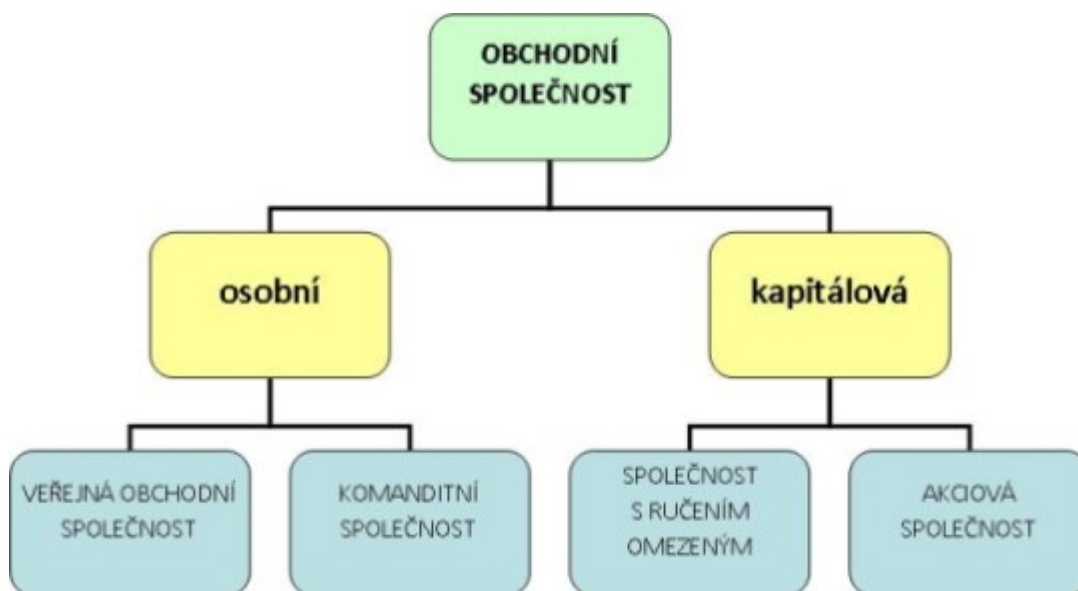 OBCHODNÍ
SPOLEČNOST
osobní
kapitálová
VEŘEJNÁ OBCHODNÍ
SPOLEČNOST
KOMANDITNÍ
SPOLEČNOST
SPOLEČNOST
S RUČENÍM
OMEZENÝM
AKCIOVÁ
SPOLEČNOST